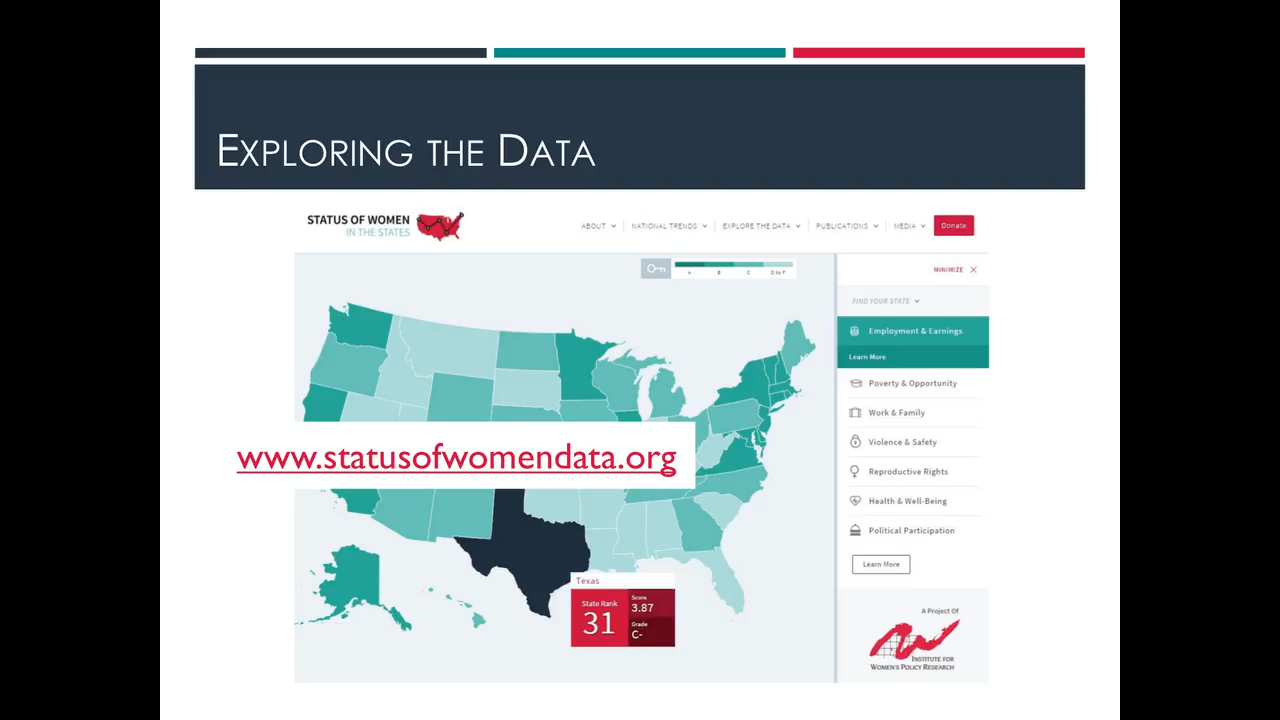 EXPLORING THE DATA
STATUS OF WOMEN
IN THE STATES
ABOUT
NATIONAL TRENDS
EXPLORE THE DATA
PUBLICATIONS
MEDIA
Donate
A B C D to F
MINIMIZE X
FIND YOUR STATE
Employment & Earnings
Learn More
Poverty & Opportunity
Work & Family
Violence & Safety
Reproductive Rights
Health & Well-Being
Political Participation
Learn More
www.statusofwomendata.org
Texas
State Rank
31
Score
3.87
Grade
C-
A Project Of
INSTITUTE FOR
WOMEN'S POLICY RESEARCH